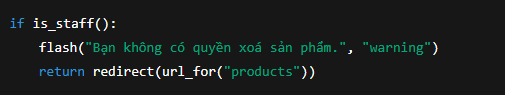 if is_staff():
    flash("Bạn không có quyền xoá sản phẩm.", "warning")
    return redirect(url_for("products"))